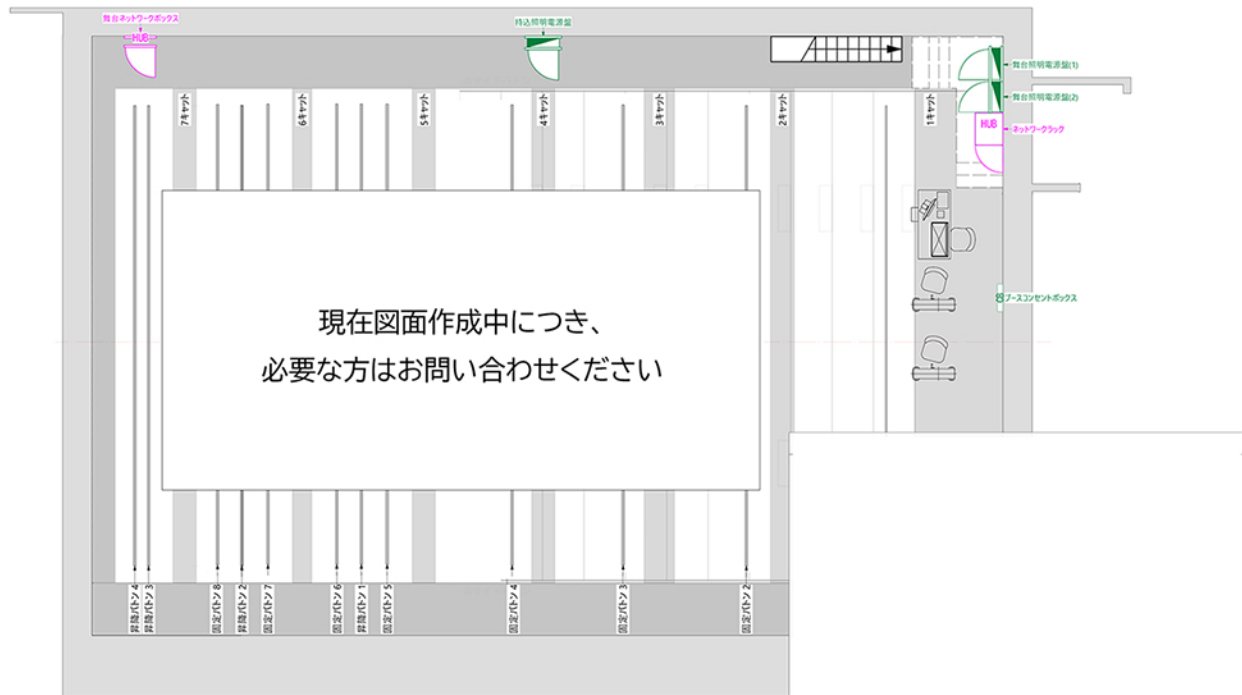 舞台ネットワークボックス
HUB
持込照明電源盤
舞台照明電源盤(1)
舞台照明電源盤(2)
HUB
ネットワークラック
7キャット
6キャット
5キャット
4キャット
3キャット
2キャット
1キャット
ブースコンセントボックス
現在図面作成中につき、
必要な方はお問い合わせください
昇降バトン 4
昇降バトン 3
固定バトン 8
昇降バトン 2
固定バトン 7
固定バトン 6
昇降バトン 1
固定バトン 5
固定バトン 4
固定バトン 3
固定バトン 2